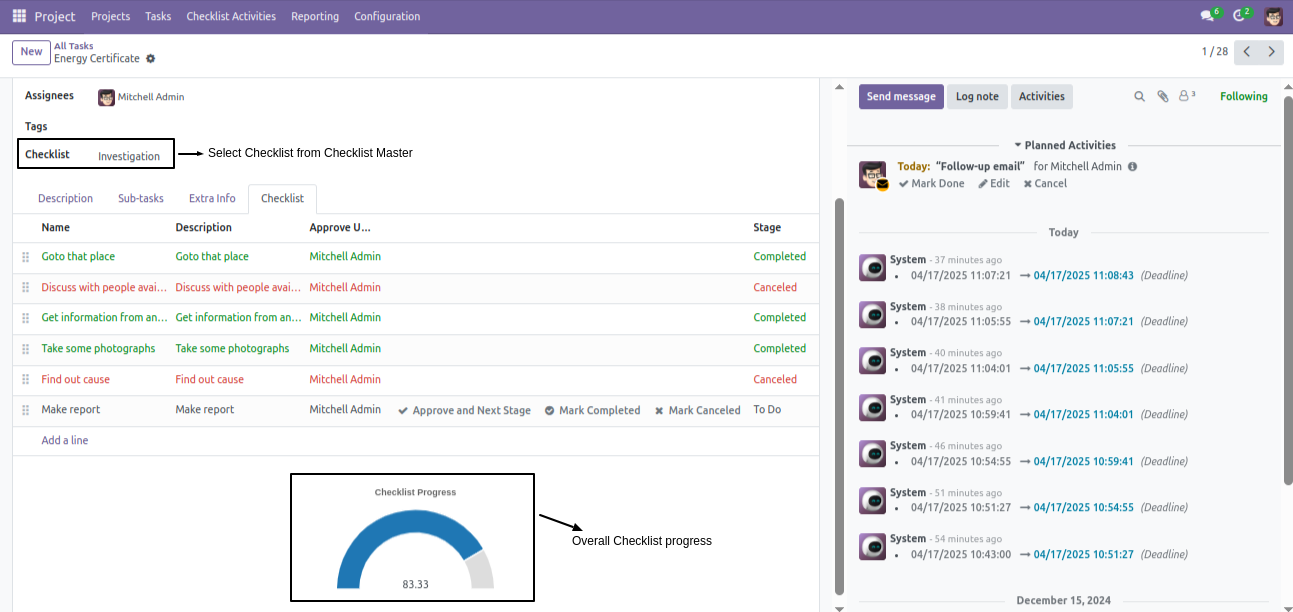 Project Projects Tasks Checklist Activities Reporting Configuration 6 2
New All Tasks
Energy Certificate 1 / 28
Assignees Mitchell Admin
Tags
Checklist Investigation Select Checklist from Checklist Master
Description Sub-tasks Extra Info Checklist
Name Description Approve U... Stage
Goto that place Goto that place Mitchell Admin Completed
Discuss with people avai... Discuss with people avai... Mitchell Admin Canceled
Get information from an... Get information from an... Mitchell Admin Completed
Take some photographs Take some photographs Mitchell Admin Completed
Find out cause Find out cause Mitchell Admin Canceled
Make report Make report Mitchell Admin Approve and Next Stage Mark Completed Mark Canceled To Do
Add a line
Checklist Progress
83.33
Overall Checklist progress
Send message Log note Activities 3 Following
Planned Activities
Today: "Follow-up email" for Mitchell Admin
Mark Done Edit Cancel
Today
System - 37 minutes ago
04/17/2025 11:07:21 → 04/17/2025 11:08:43 (Deadline)
System - 38 minutes ago
04/17/2025 11:05:55 → 04/17/2025 11:07:21 (Deadline)
System - 40 minutes ago
04/17/2025 11:04:01 → 04/17/2025 11:05:55 (Deadline)
System - 41 minutes ago
04/17/2025 10:59:41 → 04/17/2025 11:04:01 (Deadline)
System - 46 minutes ago
04/17/2025 10:54:55 → 04/17/2025 10:59:41 (Deadline)
System - 51 minutes ago
04/17/2025 10:51:27 → 04/17/2025 10:54:55 (Deadline)
System - 54 minutes ago
04/17/2025 10:43:00 → 04/17/2025 10:51:27 (Deadline)
December 15, 2024